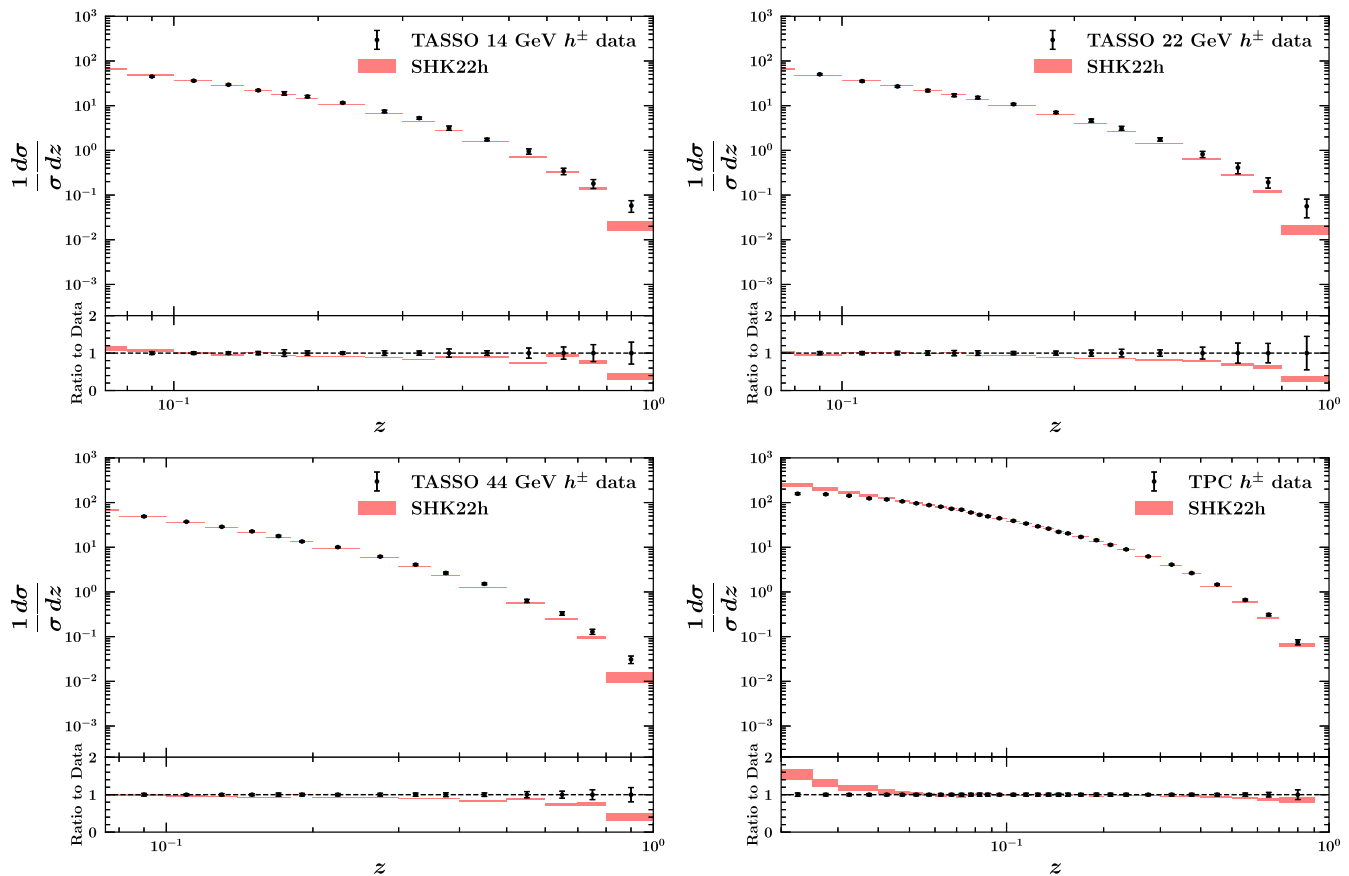 10³
10²
10¹
10⁰
10⁻¹
10⁻²
10⁻³
1 dσ
σ dz
TASSO 14 GeV h± data
SHK22h
2
1
0
Ratio to Data
10⁻¹
10⁰
z
10³
10²
10¹
10⁰
10⁻¹
10⁻²
10⁻³
1 dσ
σ dz
TASSO 22 GeV h± data
SHK22h
2
1
0
Ratio to Data
10⁻¹
10⁰
z
10³
10²
10¹
10⁰
10⁻¹
10⁻²
10⁻³
1 dσ
σ dz
TASSO 44 GeV h± data
SHK22h
2
1
0
Ratio to Data
10⁻¹
10⁰
z
10³
10²
10¹
10⁰
10⁻¹
10⁻²
10⁻³
1 dσ
σ dz
TPC h± data
SHK22h
2
1
0
Ratio to Data
10⁻¹
10⁰
z